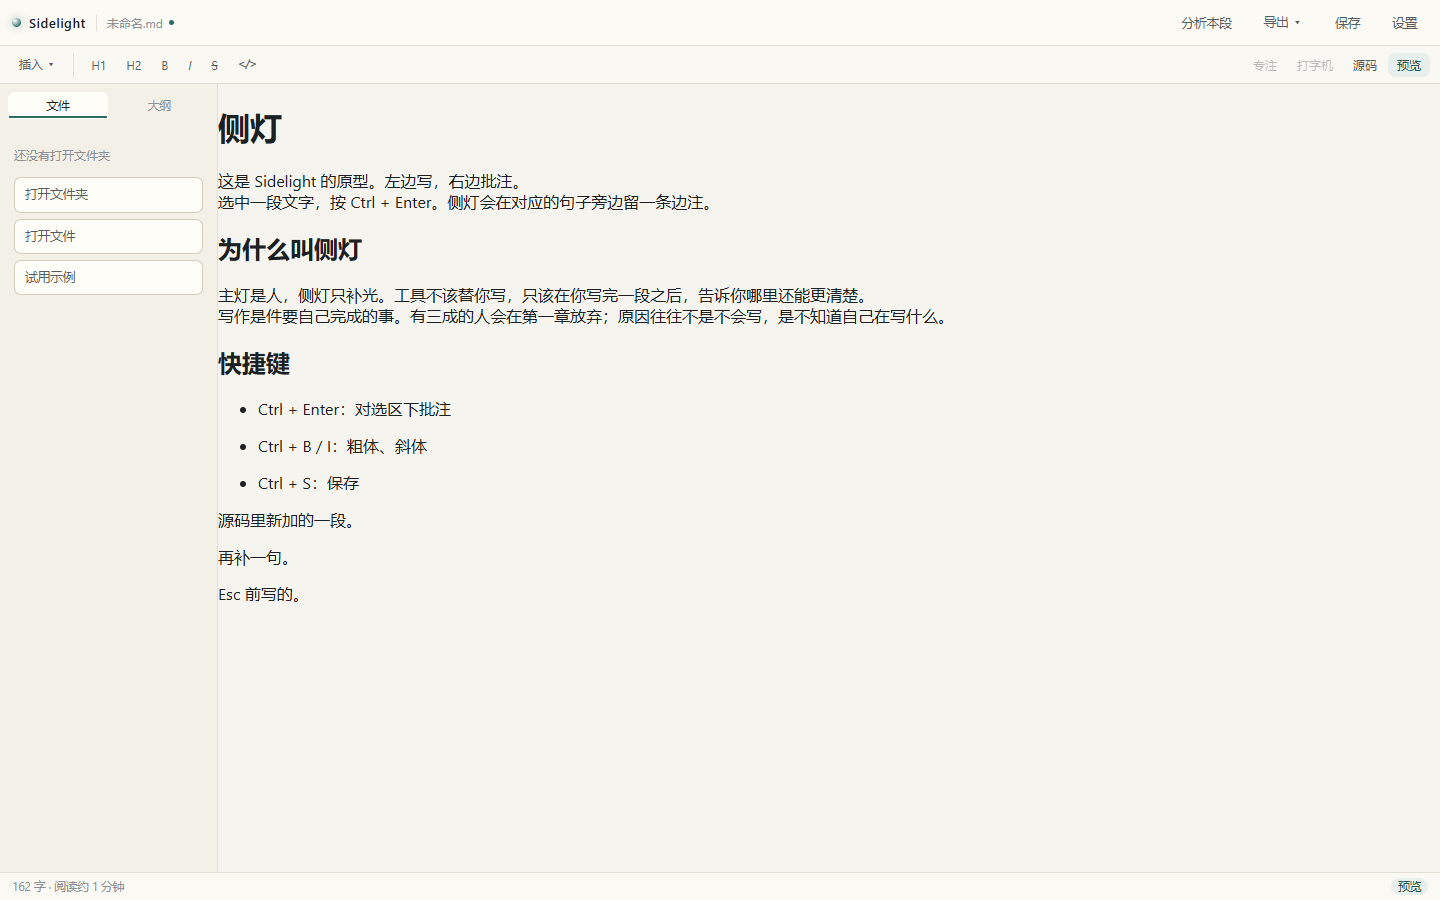 Sidelight
未命名.md
分析本段
导出
保存
设置
插入
H1
H2
B
I
S
</>
专注
打字机
源码
预览
文件
大纲
还没有打开文件夹
打开文件夹
打开文件
试用示例
侧灯
这是 Sidelight 的原型。左边写，右边批注。
选中一段文字，按 Ctrl + Enter。侧灯会在对应的句子旁边留一条边注。
为什么叫侧灯
主灯是人，侧灯只补光。工具不该替你写，只该在你写完一段之后，告诉你哪里还能更清楚。
写作是件要自己完成的事。有三成的人会在第一章放弃；原因往往不是不会写，是不知道自己在写什么。
快捷键
Ctrl + Enter：对选区下批注
Ctrl + B / I：粗体、斜体
Ctrl + S：保存
源码里新加的一段。
再补一句。
Esc 前写的。
162 字 · 阅读约 1 分钟
预览